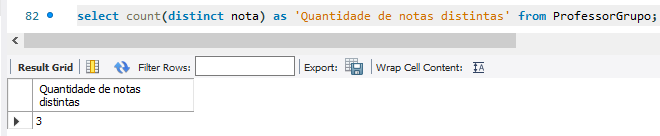 82 select count(distinct nota) as 'Quantidade de notas distintas' from ProfessorGrupo;
Result Grid Filter Rows: Export: Wrap Cell Content: IA
Quantidade de notas
distintas
3